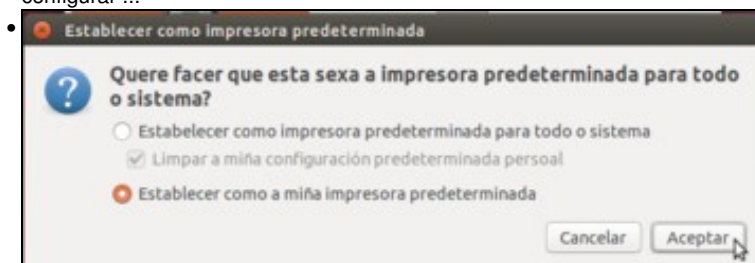 configurar ...
Establecer como impresora predeterminada
Quere facer que esta sexa a impresora predeterminada para todo
o sistema?
Estabelecer como impresora predeterminada para todo o sistema
Limpar a miña configuración predeterminada persoal
Establecer como a miña impresora predeterminada
Cancelar Aceptar